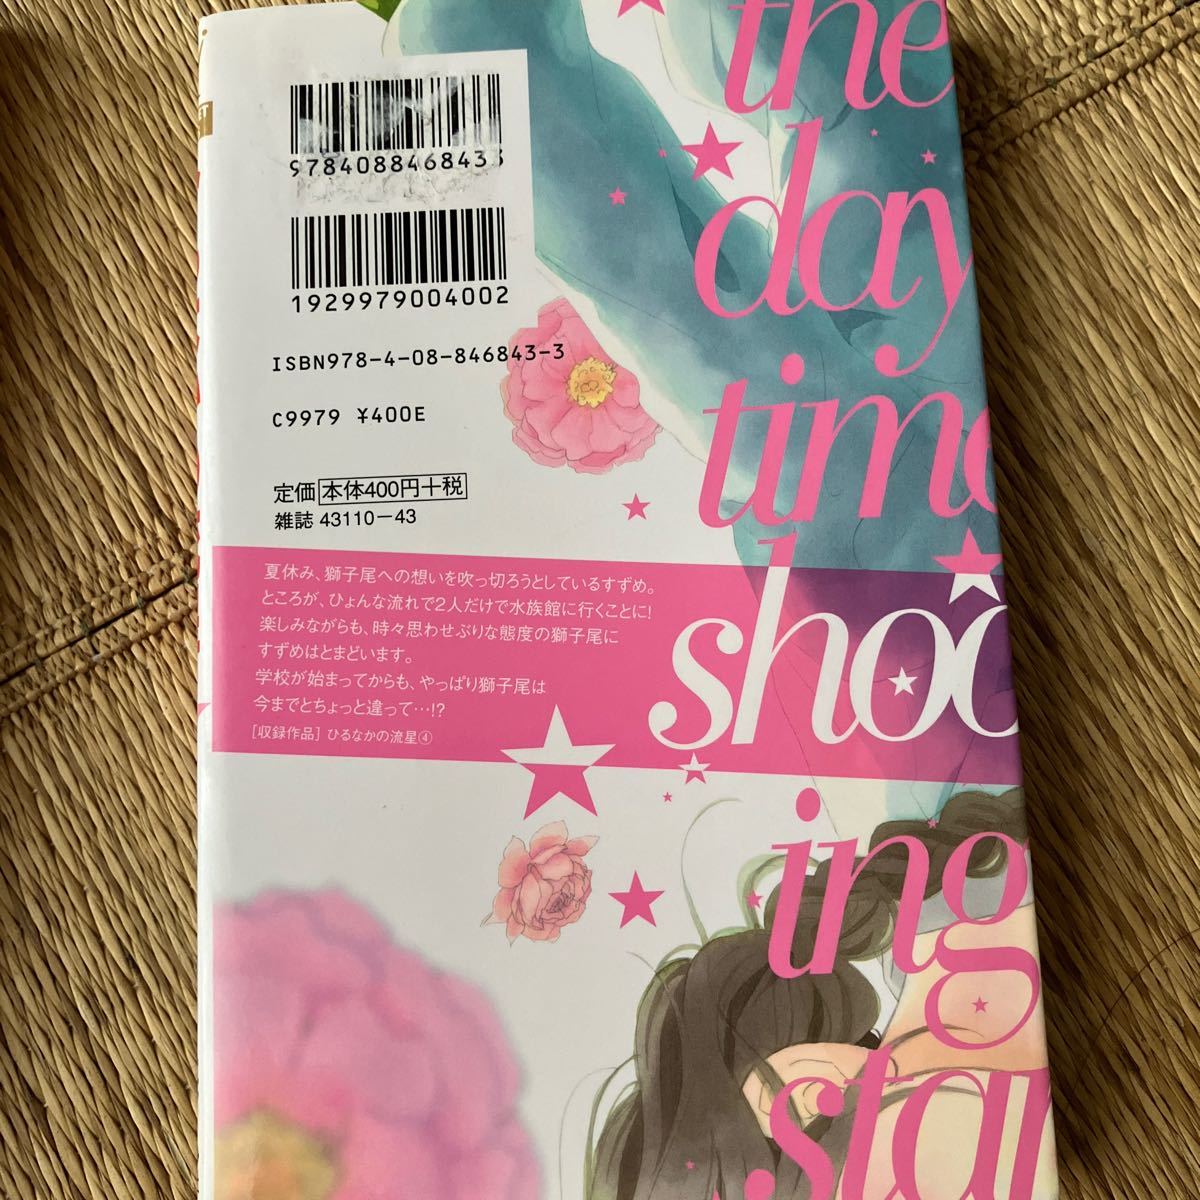 9784088468433
1929979004002
ISBN978-4-08-846843-3
C9979 ¥400E
定価 本体400円+税
雑誌 43110-43
夏休み、獅子尾への想いを吹っ切ろうとしているすずめ。
ところが、ひょんな流れで2人だけで水族館に行くことに!
楽しみながらも、時々思わせぶりな態度の獅子尾に
すずめはとまどいます。
学校が始まってからも、やっぱり獅子尾は
今までとちょっと違って…!?
[収録作品] ひるなかの流星④
the
day
time
shoo
ing
star